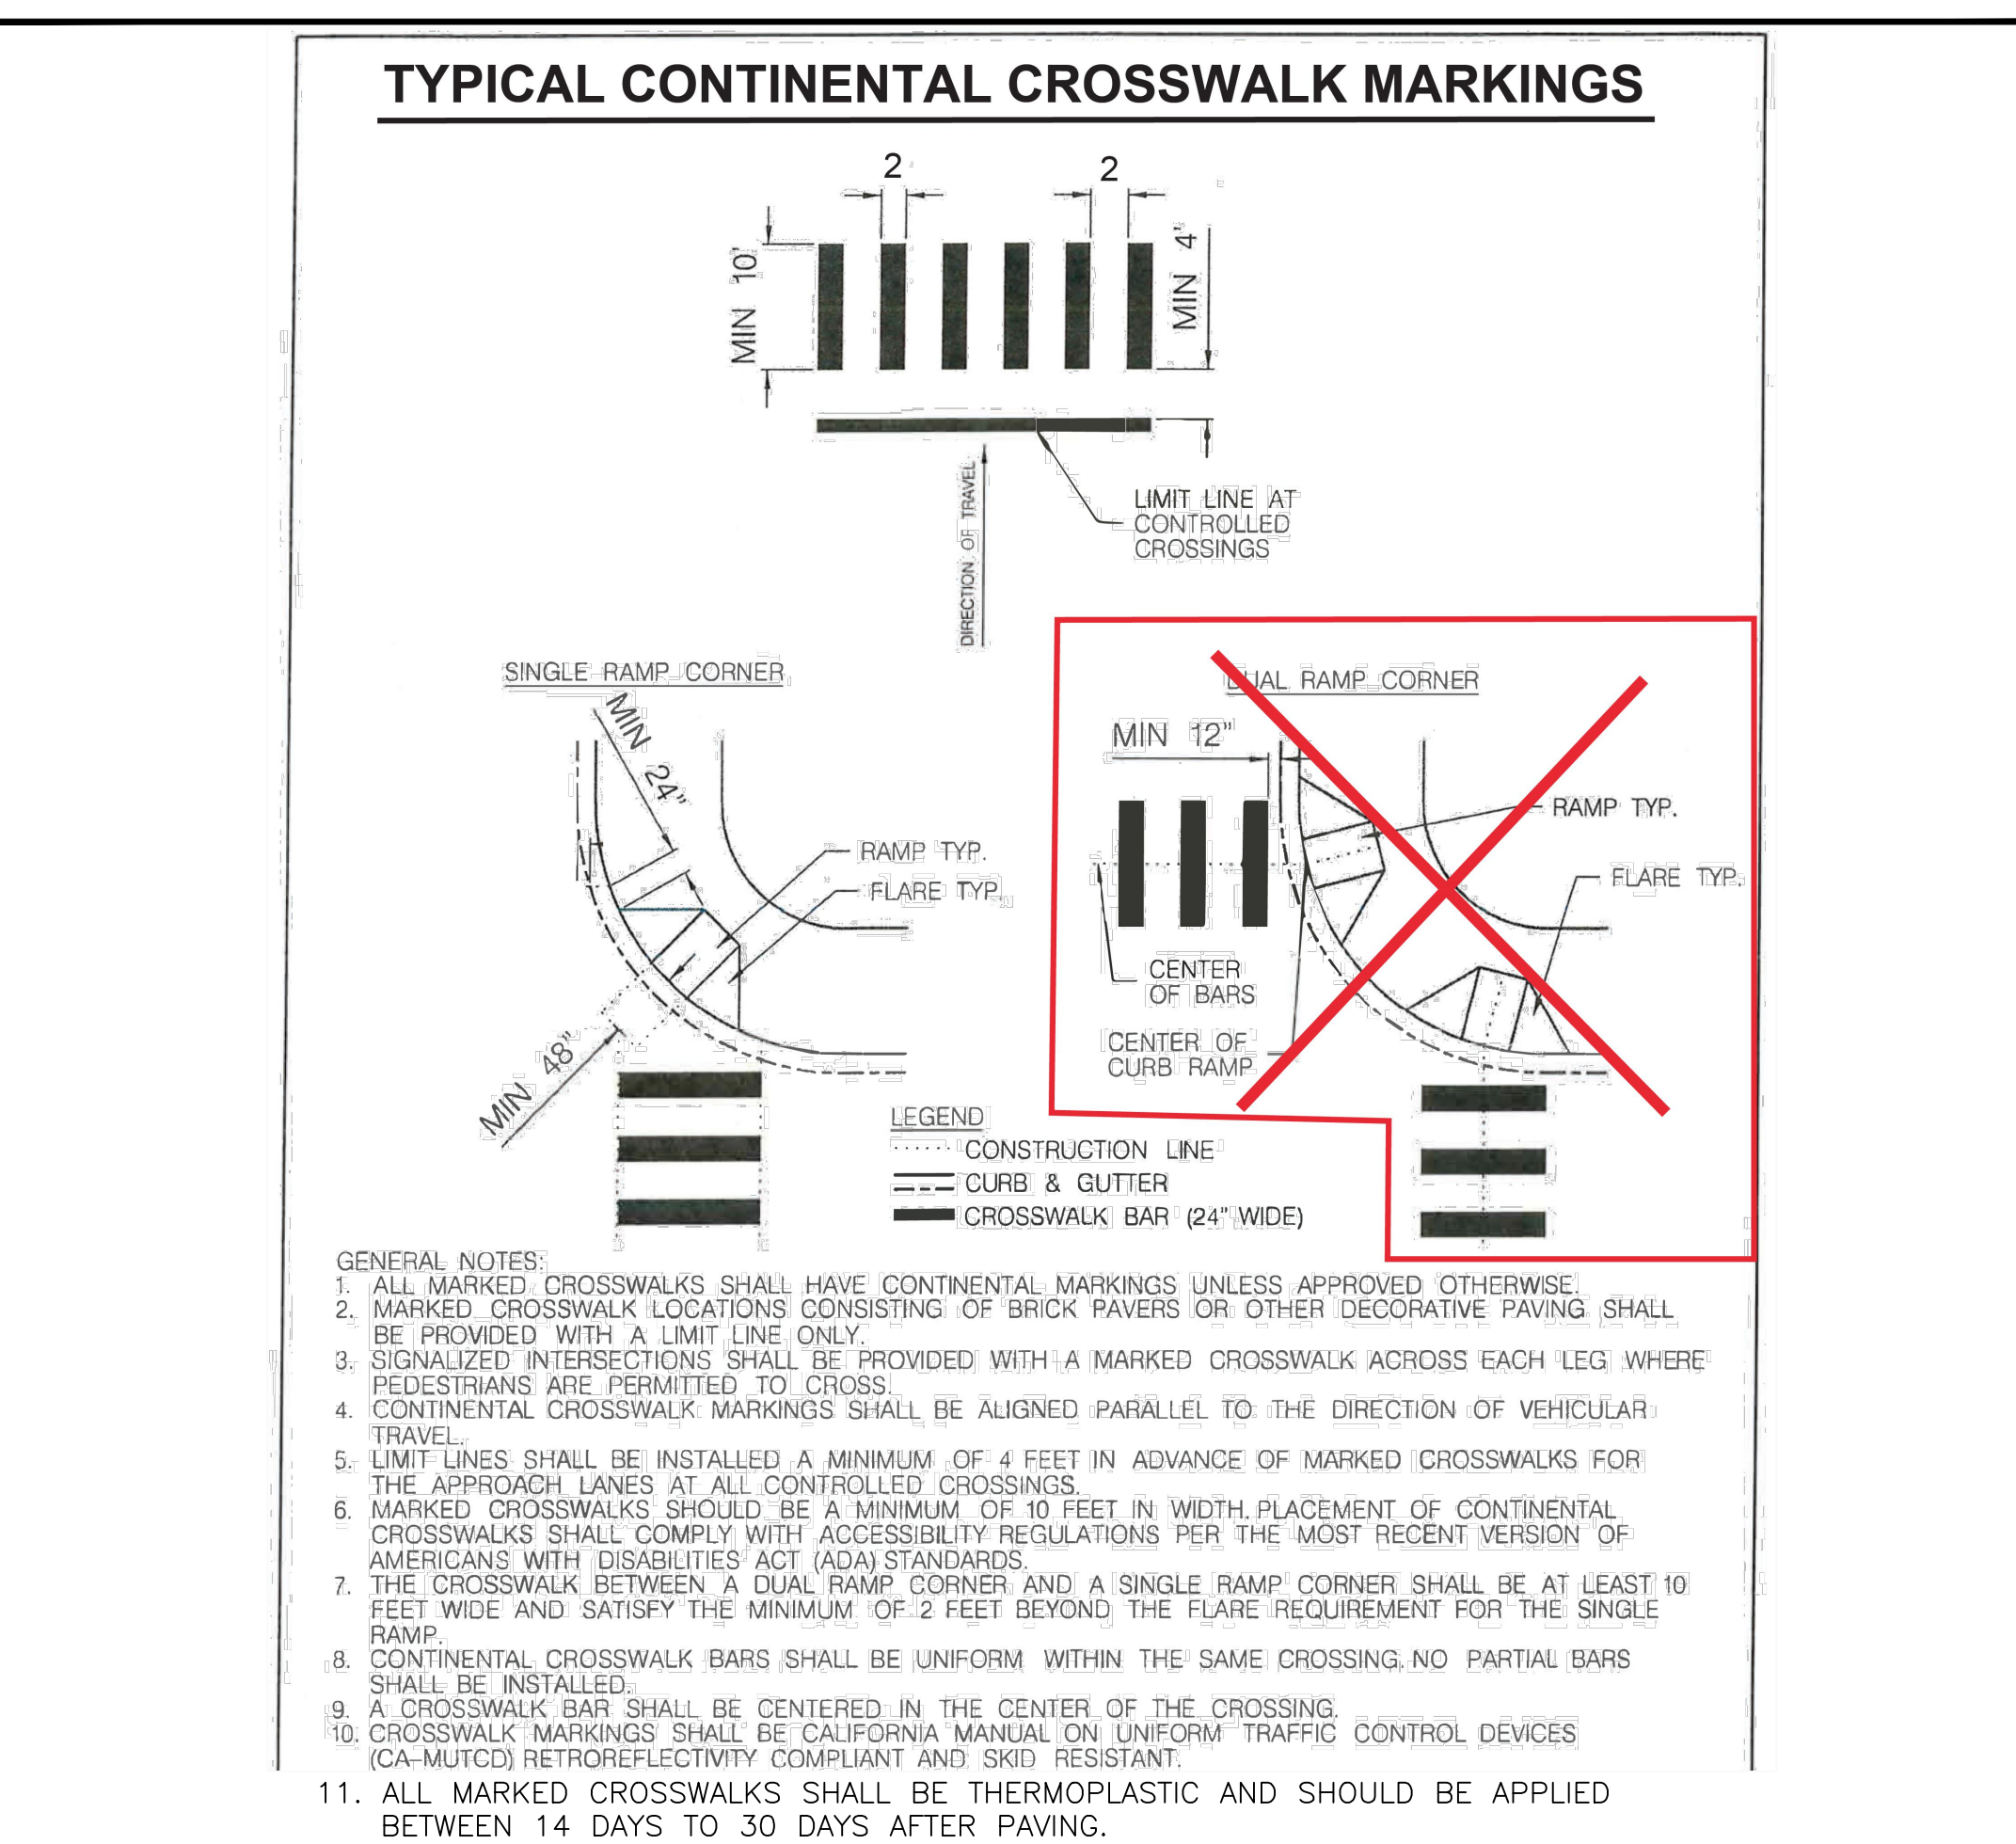 TYPICAL CONTINENTAL CROSSWALK MARKINGS
2
2
MIN 10'
MIN 4'
LIMIT LINE AT
CONTROLLED
CROSSINGS
DIRECTION OF TRAVEL
SINGLE RAMP CORNER
MIN 24"
RAMP TYP.
FLARE TYP.
MIN 48"
DUAL RAMP CORNER
MIN 12"
RAMP TYP.
FLARE TYP.
CENTER
OF BARS
CENTER OF
CURB RAMP
LEGEND
CONSTRUCTION LINE
CURB & GUTTER
CROSSWALK BAR (24" WIDE)
GENERAL NOTES:
1. ALL MARKED CROSSWALKS SHALL HAVE CONTINENTAL MARKINGS UNLESS APPROVED OTHERWISE.
2. MARKED CROSSWALK LOCATIONS CONSISTING OF BRICK PAVERS OR OTHER DECORATIVE PAVING SHALL
BE PROVIDED WITH A LIMIT LINE ONLY.
3. SIGNALIZED INTERSECTIONS SHALL BE PROVIDED WITH A MARKED CROSSWALK ACROSS EACH LEG WHERE
PEDESTRIANS ARE PERMITTED TO CROSS.
4. CONTINENTAL CROSSWALK MARKINGS SHALL BE ALIGNED PARALLEL TO THE DIRECTION OF VEHICULAR
TRAVEL.
5. LIMIT LINES SHALL BE INSTALLED A MINIMUM OF 4 FEET IN ADVANCE OF MARKED CROSSWALKS FOR
THE APPROACH LANES AT ALL CONTROLLED CROSSINGS.
6. MARKED CROSSWALKS SHOULD BE A MINIMUM OF 10 FEET IN WIDTH. PLACEMENT OF CONTINENTAL
CROSSWALKS SHALL COMPLY WITH ACCESSIBILITY REGULATIONS PER THE MOST RECENT VERSION OF
AMERICANS WITH DISABILITIES ACT (ADA) STANDARDS.
7. THE CROSSWALK BETWEEN A DUAL RAMP CORNER AND A SINGLE RAMP CORNER SHALL BE AT LEAST 10
FEET WIDE AND SATISFY THE MINIMUM OF 2 FEET BEYOND THE FLARE REQUIREMENT FOR THE SINGLE
RAMP.
8. CONTINENTAL CROSSWALK BARS SHALL BE UNIFORM WITHIN THE SAME CROSSING. NO PARTIAL BARS
SHALL BE INSTALLED.
9. A CROSSWALK BAR SHALL BE CENTERED IN THE CENTER OF THE CROSSING.
10. CROSSWALK MARKINGS SHALL BE CALIFORNIA MANUAL ON UNIFORM TRAFFIC CONTROL DEVICES
(CA-MUTCD) RETROREFLECTIVITY COMPLIANT AND SKID RESISTANT.
11. ALL MARKED CROSSWALKS SHALL BE THERMOPLASTIC AND SHOULD BE APPLIED
BETWEEN 14 DAYS TO 30 DAYS AFTER PAVING.